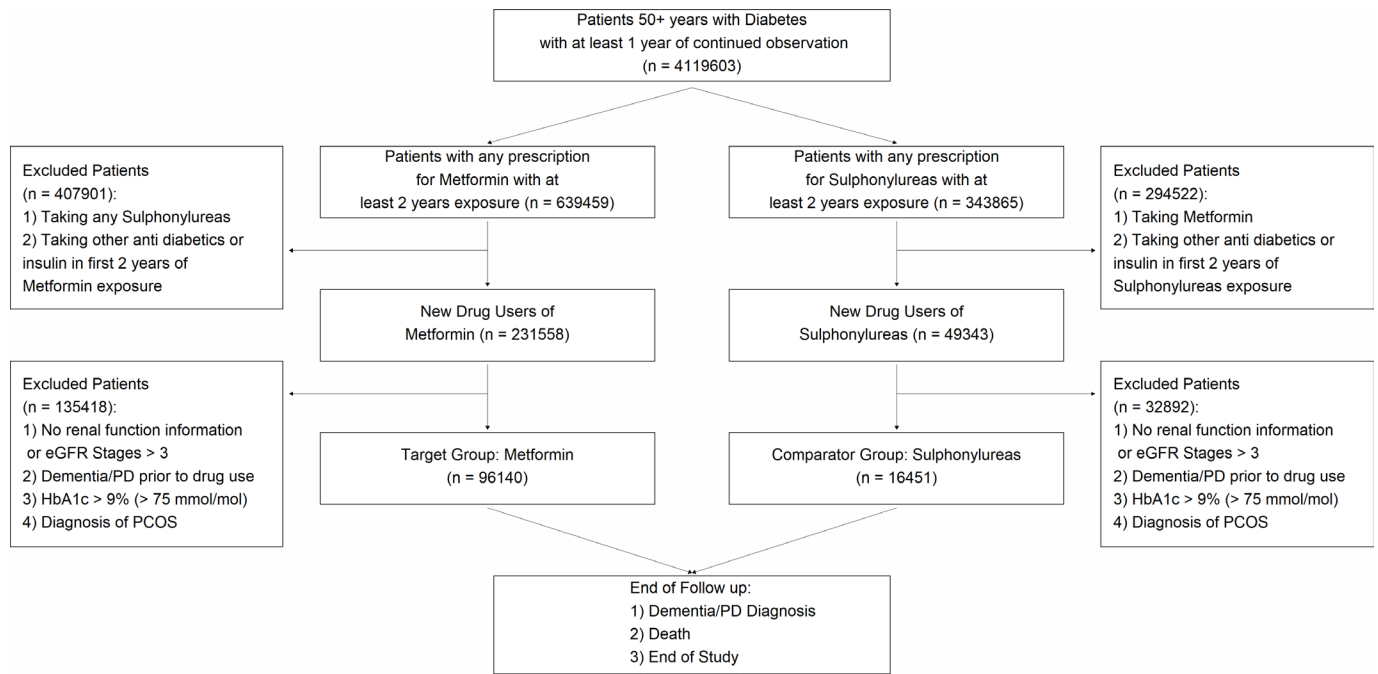 Patients 50+ years with Diabetes
with at least 1 year of continued observation
(n = 4119603)
Excluded Patients
(n = 407901):
1) Taking any Sulphonylureas
2) Taking other anti diabetics or
insulin in first 2 years of
Metformin exposure
Patients with any prescription
for Metformin with at
least 2 years exposure (n = 639459)
Patients with any prescription
for Sulphonylureas with at
least 2 years exposure (n = 343865)
Excluded Patients
(n = 294522):
1) Taking Metformin
2) Taking other anti diabetics or
insulin in first 2 years of
Sulphonylureas exposure
New Drug Users of
Metformin (n = 231558)
New Drug Users of
Sulphonylureas (n = 49343)
Excluded Patients
(n = 135418):
1) No renal function information
or eGFR Stages > 3
2) Dementia/PD prior to drug use
3) HbA1c > 9% (> 75 mmol/mol)
4) Diagnosis of PCOS
Target Group: Metformin
(n = 96140)
Comparator Group: Sulphonylureas
(n = 16451)
Excluded Patients
(n = 32892):
1) No renal function information
or eGFR Stages > 3
2) Dementia/PD prior to drug use
3) HbA1c > 9% (> 75 mmol/mol)
4) Diagnosis of PCOS
End of Follow up:
1) Dementia/PD Diagnosis
2) Death
3) End of Study